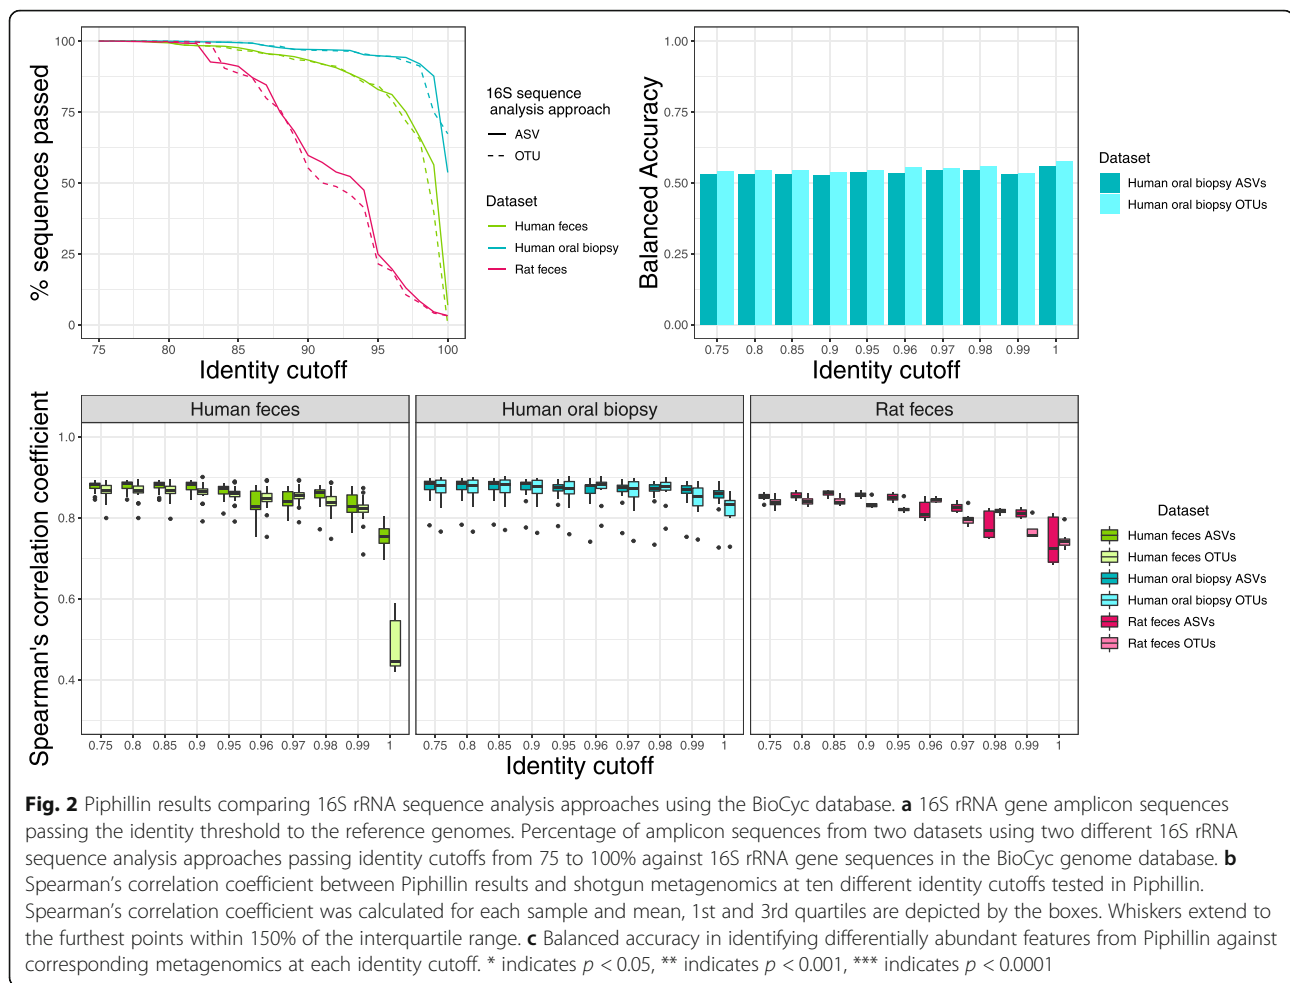 % sequences passed
100
75
50
25
0
75 80 85 90 95 100
Identity cutoff
16S sequence
analysis approach
ASV
OTU
Dataset
Human feces
Human oral biopsy
Rat feces
Balanced Accuracy
1.00
0.75
0.50
0.25
0.00
0.75 0.8 0.85 0.9 0.95 0.96 0.97 0.98 0.99 1
Identity cutoff
Dataset
Human oral biopsy ASVs
Human oral biopsy OTUs
Spearman's correlation coefficient
1.0
0.8
0.6
0.4
Human feces
0.75 0.8 0.85 0.9 0.95 0.96 0.97 0.98 0.99 1
Human oral biopsy
0.75 0.8 0.85 0.9 0.95 0.96 0.97 0.98 0.99 1
Rat feces
0.75 0.8 0.85 0.9 0.95 0.96 0.97 0.98 0.99 1
Identity cutoff
Dataset
Human feces ASVs
Human feces OTUs
Human oral biopsy ASVs
Human oral biopsy OTUs
Rat feces ASVs
Rat feces OTUs
Fig. 2 Piphillin results comparing 16S rRNA sequence analysis approaches using the BioCyc database. a 16S rRNA gene amplicon sequences
passing the identity threshold to the reference genomes. Percentage of amplicon sequences from two datasets using two different 16S rRNA
sequence analysis approaches passing identity cutoffs from 75 to 100% against 16S rRNA gene sequences in the BioCyc genome database. b
Spearman's correlation coefficient between Piphillin results and shotgun metagenomics at ten different identity cutoffs tested in Piphillin.
Spearman's correlation coefficient was calculated for each sample and mean, 1st and 3rd quartiles are depicted by the boxes. Whiskers extend to
the furthest points within 150% of the interquartile range. c Balanced accuracy in identifying differentially abundant features from Piphillin against
corresponding metagenomics at each identity cutoff. * indicates p < 0.05, ** indicates p < 0.001, *** indicates p < 0.0001